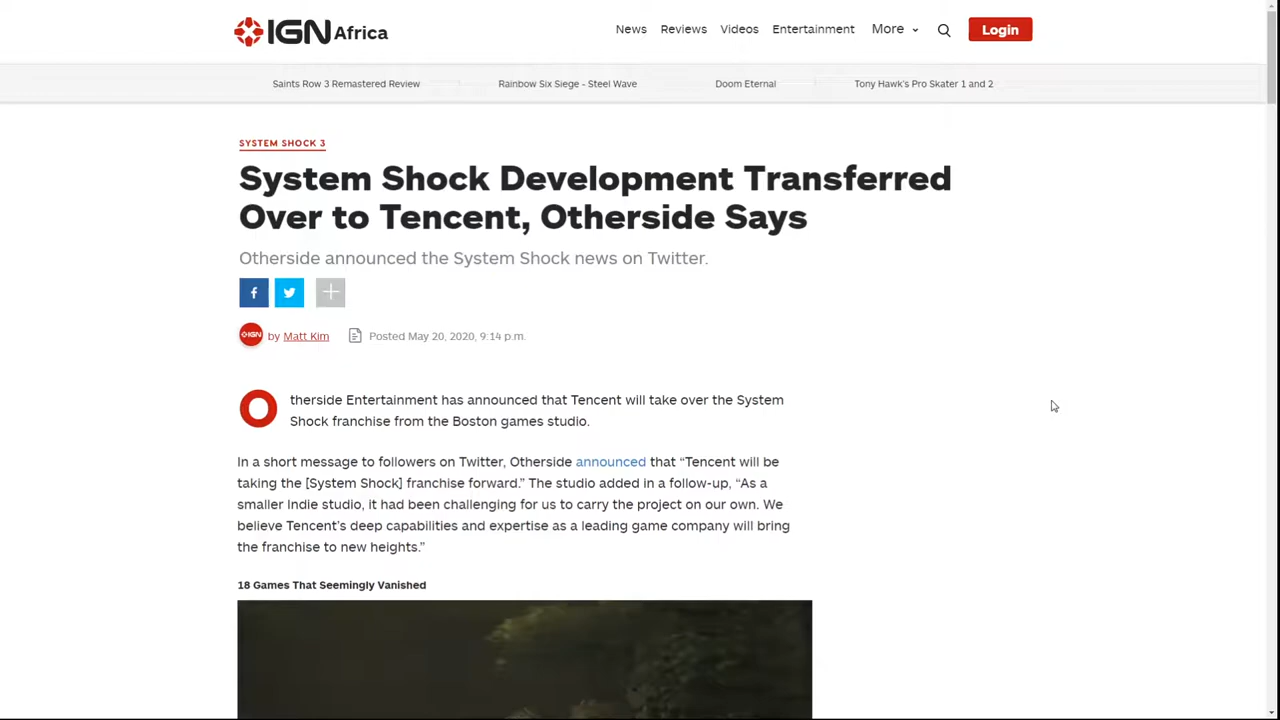 IGN Africa
News Reviews Videos Entertainment More Login
Saints Row 3 Remastered Review Rainbow Six Siege - Steel Wave Doom Eternal Tony Hawk's Pro Skater 1 and 2
SYSTEM SHOCK 3
System Shock Development Transferred
Over to Tencent, Otherside Says
Otherside announced the System Shock news on Twitter.
IGN by Matt Kim Posted May 20, 2020, 9:14 p.m.
Otherside Entertainment has announced that Tencent will take over the System
Shock franchise from the Boston games studio.
In a short message to followers on Twitter, Otherside announced that “Tencent will be
taking the [System Shock] franchise forward.” The studio added in a follow-up, “As a
smaller Indie studio, it had been challenging for us to carry the project on our own. We
believe Tencent’s deep capabilities and expertise as a leading game company will bring
the franchise to new heights.”
18 Games That Seemingly Vanished